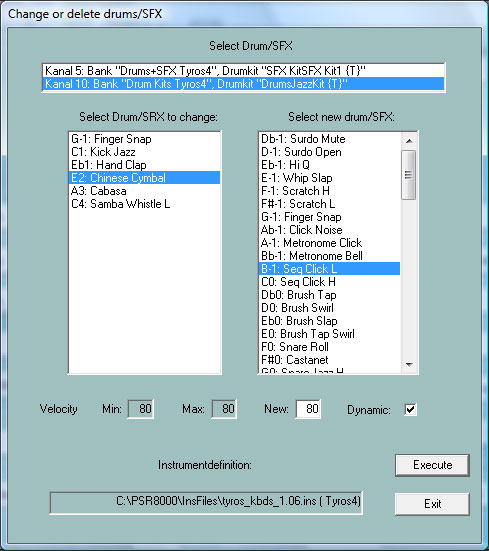 Change or delete drums/SFX
Select Drum/SFX
Kanal 5: Bank "Drums+SFX Tyros4", Drumkit "SFX KitSFX Kit1 {T}"
Kanal 10: Bank "Drum Kits Tyros4", Drumkit "DrumsJazzKit {T}"
Select Drum/SRX to change:
G-1: Finger Snap
C1: Kick Jazz
Eb1: Hand Clap
E2: Chinese Cymbal
A3: Cabasa
C4: Samba Whistle L
Select new drum/SFX:
Db-1: Surdo Mute
D-1: Surdo Open
Eb-1: Hi Q
E-1: Whip Slap
F-1: Scratch H
F#-1: Scratch L
G-1: Finger Snap
Ab-1: Click Noise
A-1: Metronome Click
Bb-1: Metronome Bell
B-1: Seq Click L
C0: Seq Click H
Db0: Brush Tap
D0: Brush Swirl
Eb0: Brush Slap
E0: Brush Tap Swirl
F0: Snare Roll
F#0: Castanet
G0: Snare Jazz H
Velocity Min: 80 Max: 80 New: 80 Dynamic:
Instrumentdefinition:
Execute
C:\PSR8000\InsFiles\tyros_kbds_1.06.ins ( Tyros4)
Exit